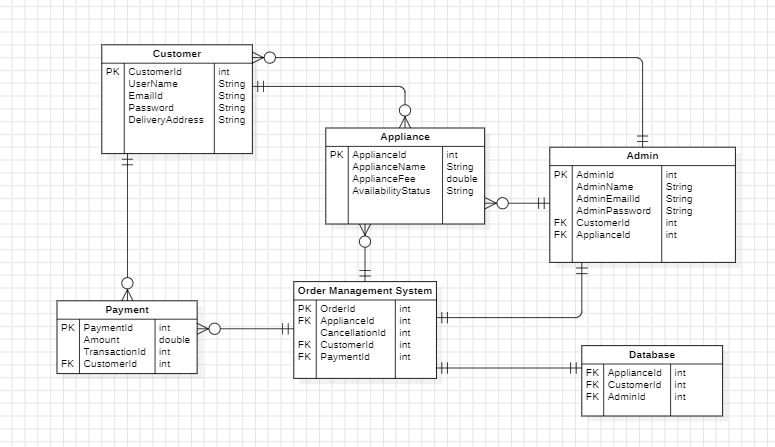 Customer
PK CustomerId int
UserName String
EmailId String
Password String
DeliveryAddress String
Appliance
PK ApplianceId int
ApplianceName String
ApplianceFee double
AvailabilityStatus String
Admin
PK AdminId int
AdminName String
AdminEmailId String
AdminPassword String
FK CustomerId int
FK ApplianceId int
Order Management System
PK OrderId int
FK ApplianceId int
CancellationId int
FK CustomerId int
FK PaymentId int
Payment
PK PaymentId int
Amount double
TransactionId int
FK CustomerId int
Database
FK ApplianceId int
FK CustomerId int
FK AdminId int